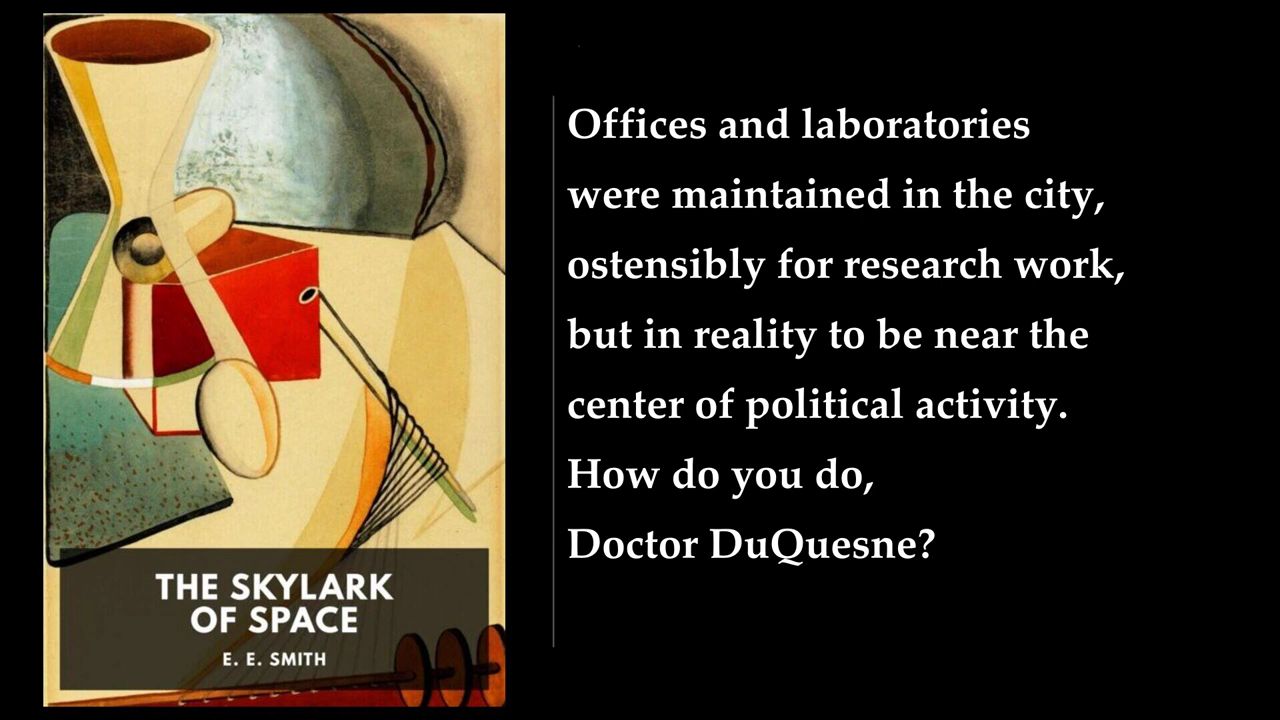 THE SKYLARK
OF SPACE
E. E. SMITH
Offices and laboratories
were maintained in the city,
ostensibly for research work,
but in reality to be near the
center of political activity.
How do you do,
Doctor DuQuesne?